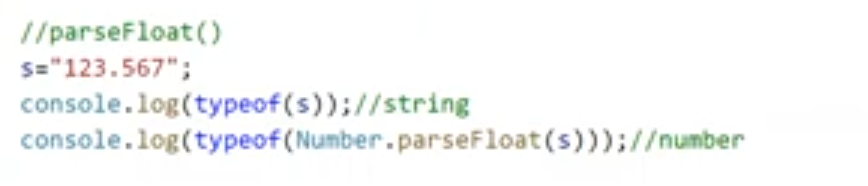 //parseFloat()
s="123.567";
console.log(typeof(s));//string
console.log(typeof(Number.parseFloat(s)));//number